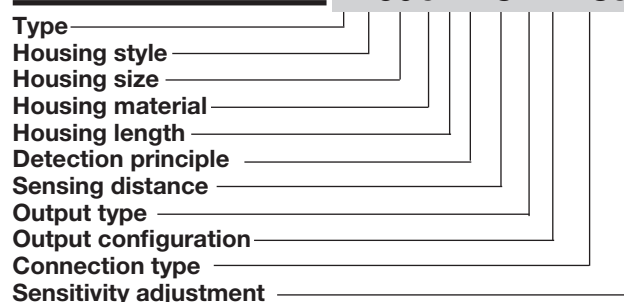 Type
Housing style
Housing size
Housing material
Housing length
Detection principle
Sensing distance
Output type
Output configuration
Connection type
Sensitivity adjustment